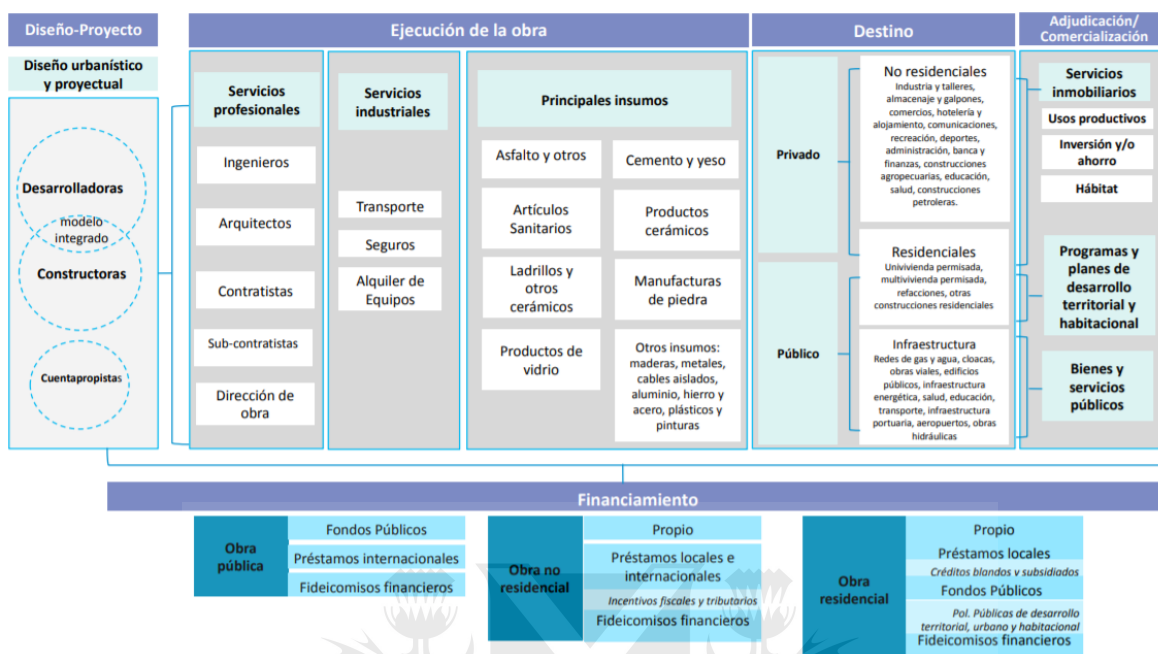 Diseño-Proyecto
Diseño urbanístico
y proyectual
Desarrolladoras
modelo
integrado
Constructoras
Cuentapropistas
Ejecución de la obra
Servicios
profesionales
Ingenieros
Arquitectos
Contratistas
Sub-contratistas
Dirección de
obra
Servicios
industriales
Transporte
Seguros
Alquiler de
Equipos
Principales insumos
Asfalto y otros
Cemento y yeso
Artículos
Sanitarios
Productos
cerámicos
Ladrillos y
otros
cerámicos
Manufacturas
de piedra
Productos de
vidrio
Otros insumos:
maderas, metales,
cables aislados,
aluminio, hierro y
acero, plásticos y
pinturas
Destino
Privado
Público
No residenciales
Industria y talleres,
almacenaje y galpones,
comercios, hotelería y
alojamiento, comunicaciones,
recreación, deportes,
administración, banca y
finanzas, construcciones
agropecuarias, educación,
salud, construcciones
petroleras.
Residenciales
Univivienda permisada,
multivivienda permisada,
refacciones, otras
construcciones residenciales
Infraestructura
Redes de gas y agua, cloacas,
obras viales, edificios
públicos, infraestructura
energética, salud, educación,
transporte, infraestructura
portuaria, aeropuertos, obras
hidráulicas
Adjudicación/
Comercialización
Servicios
inmobiliarios
Usos productivos
Inversión y/o
ahorro
Hábitat
Programas y
planes de
desarrollo
territorial y
habitacional
Bienes y
servicios
públicos
Financiamiento
Obra
pública
Fondos Públicos
Préstamos internacionales
Fideicomisos financieros
Obra no
residencial
Propio
Préstamos locales e
internacionales
Incentivos fiscales y tributarios
Fideicomisos financieros
Obra
residencial
Propio
Préstamos locales
Créditos blandos y subsidiados
Fondos Públicos
Pol. Públicas de desarrollo
territorial, urbano y habitacional
Fideicomisos financieros